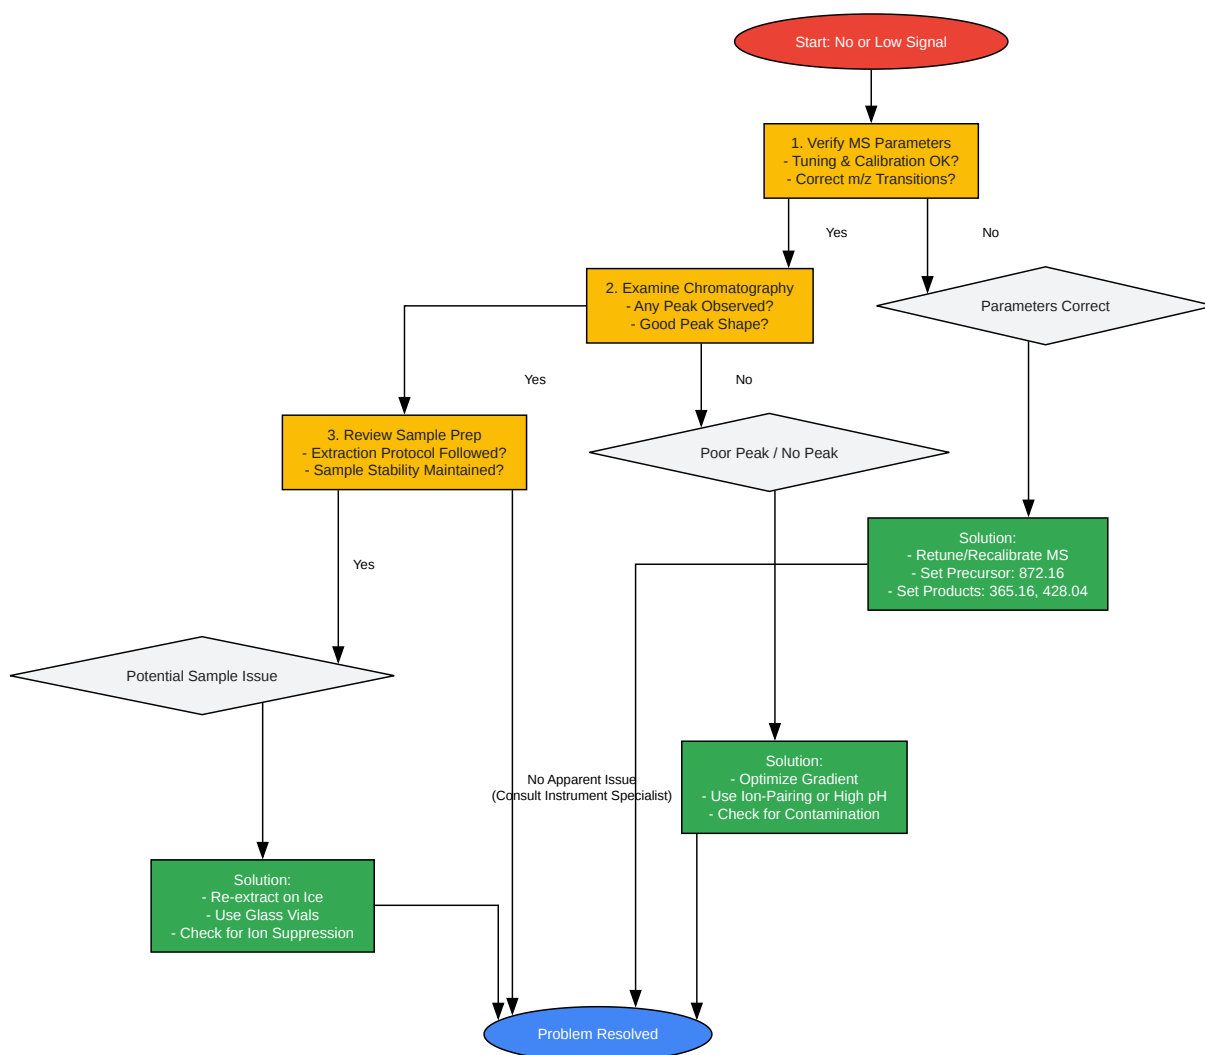 Start: No or Low Signal
1. Verify MS Parameters
- Tuning & Calibration OK?
- Correct m/z Transitions?
Yes
No
2. Examine Chromatography
- Any Peak Observed?
- Good Peak Shape?
Parameters Correct
Yes
No
3. Review Sample Prep
- Extraction Protocol Followed?
- Sample Stability Maintained?
Poor Peak / No Peak
Solution:
- Retune/Recalibrate MS
- Set Precursor: 872.16
- Set Products: 365.16, 428.04
Yes
Potential Sample Issue
No Apparent Issue
(Consult Instrument Specialist)
Solution:
- Optimize Gradient
- Use Ion-Pairing or High pH
- Check for Contamination
Solution:
- Re-extract on Ice
- Use Glass Vials
- Check for Ion Suppression
Problem Resolved